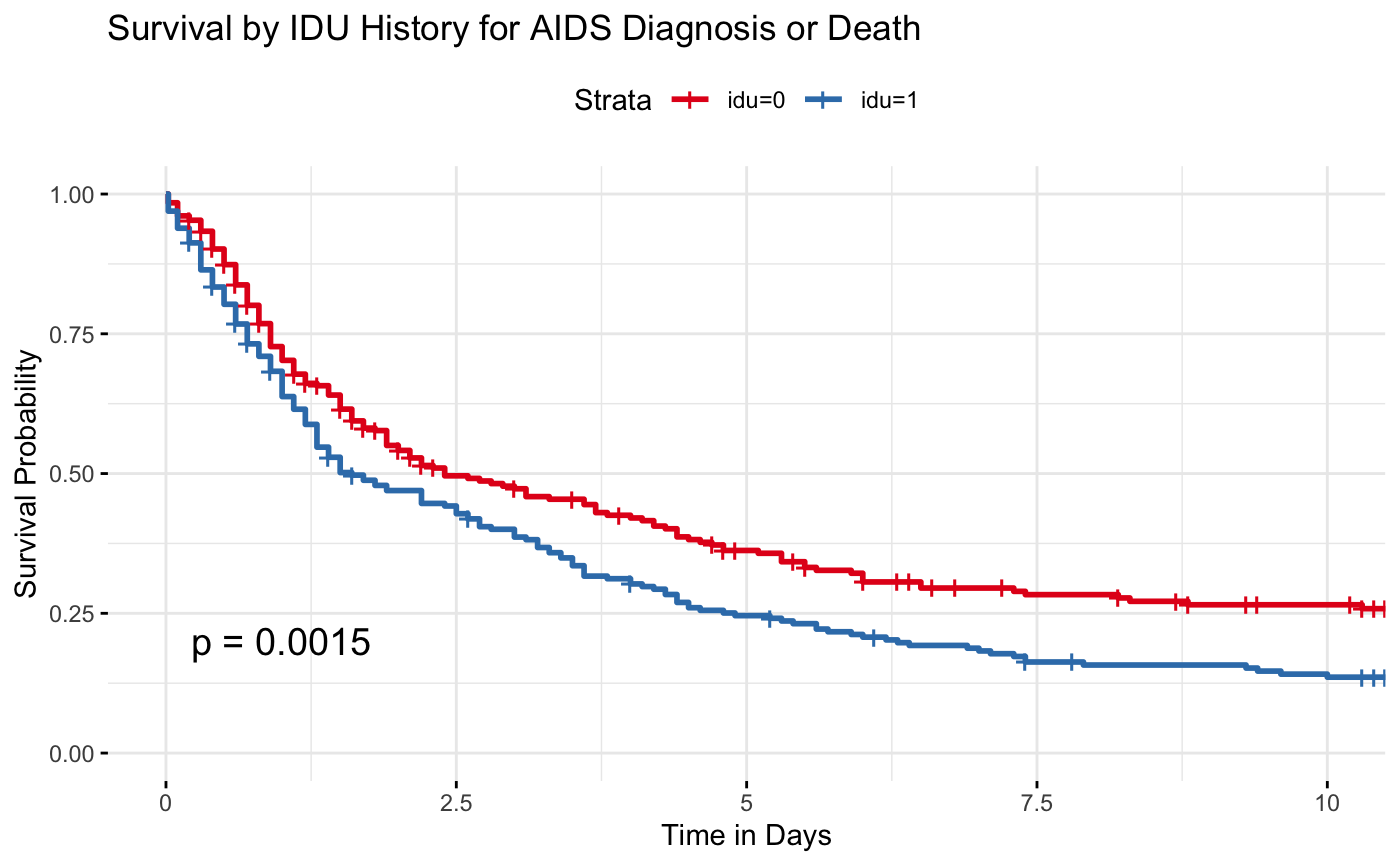 Survival by IDU History for AIDS Diagnosis or Death
Strata idu=0 idu=1
Survival Probability
1.00
0.75
0.50
0.25
0.00
p = 0.0015
0 2.5 5 7.5 10
Time in Days